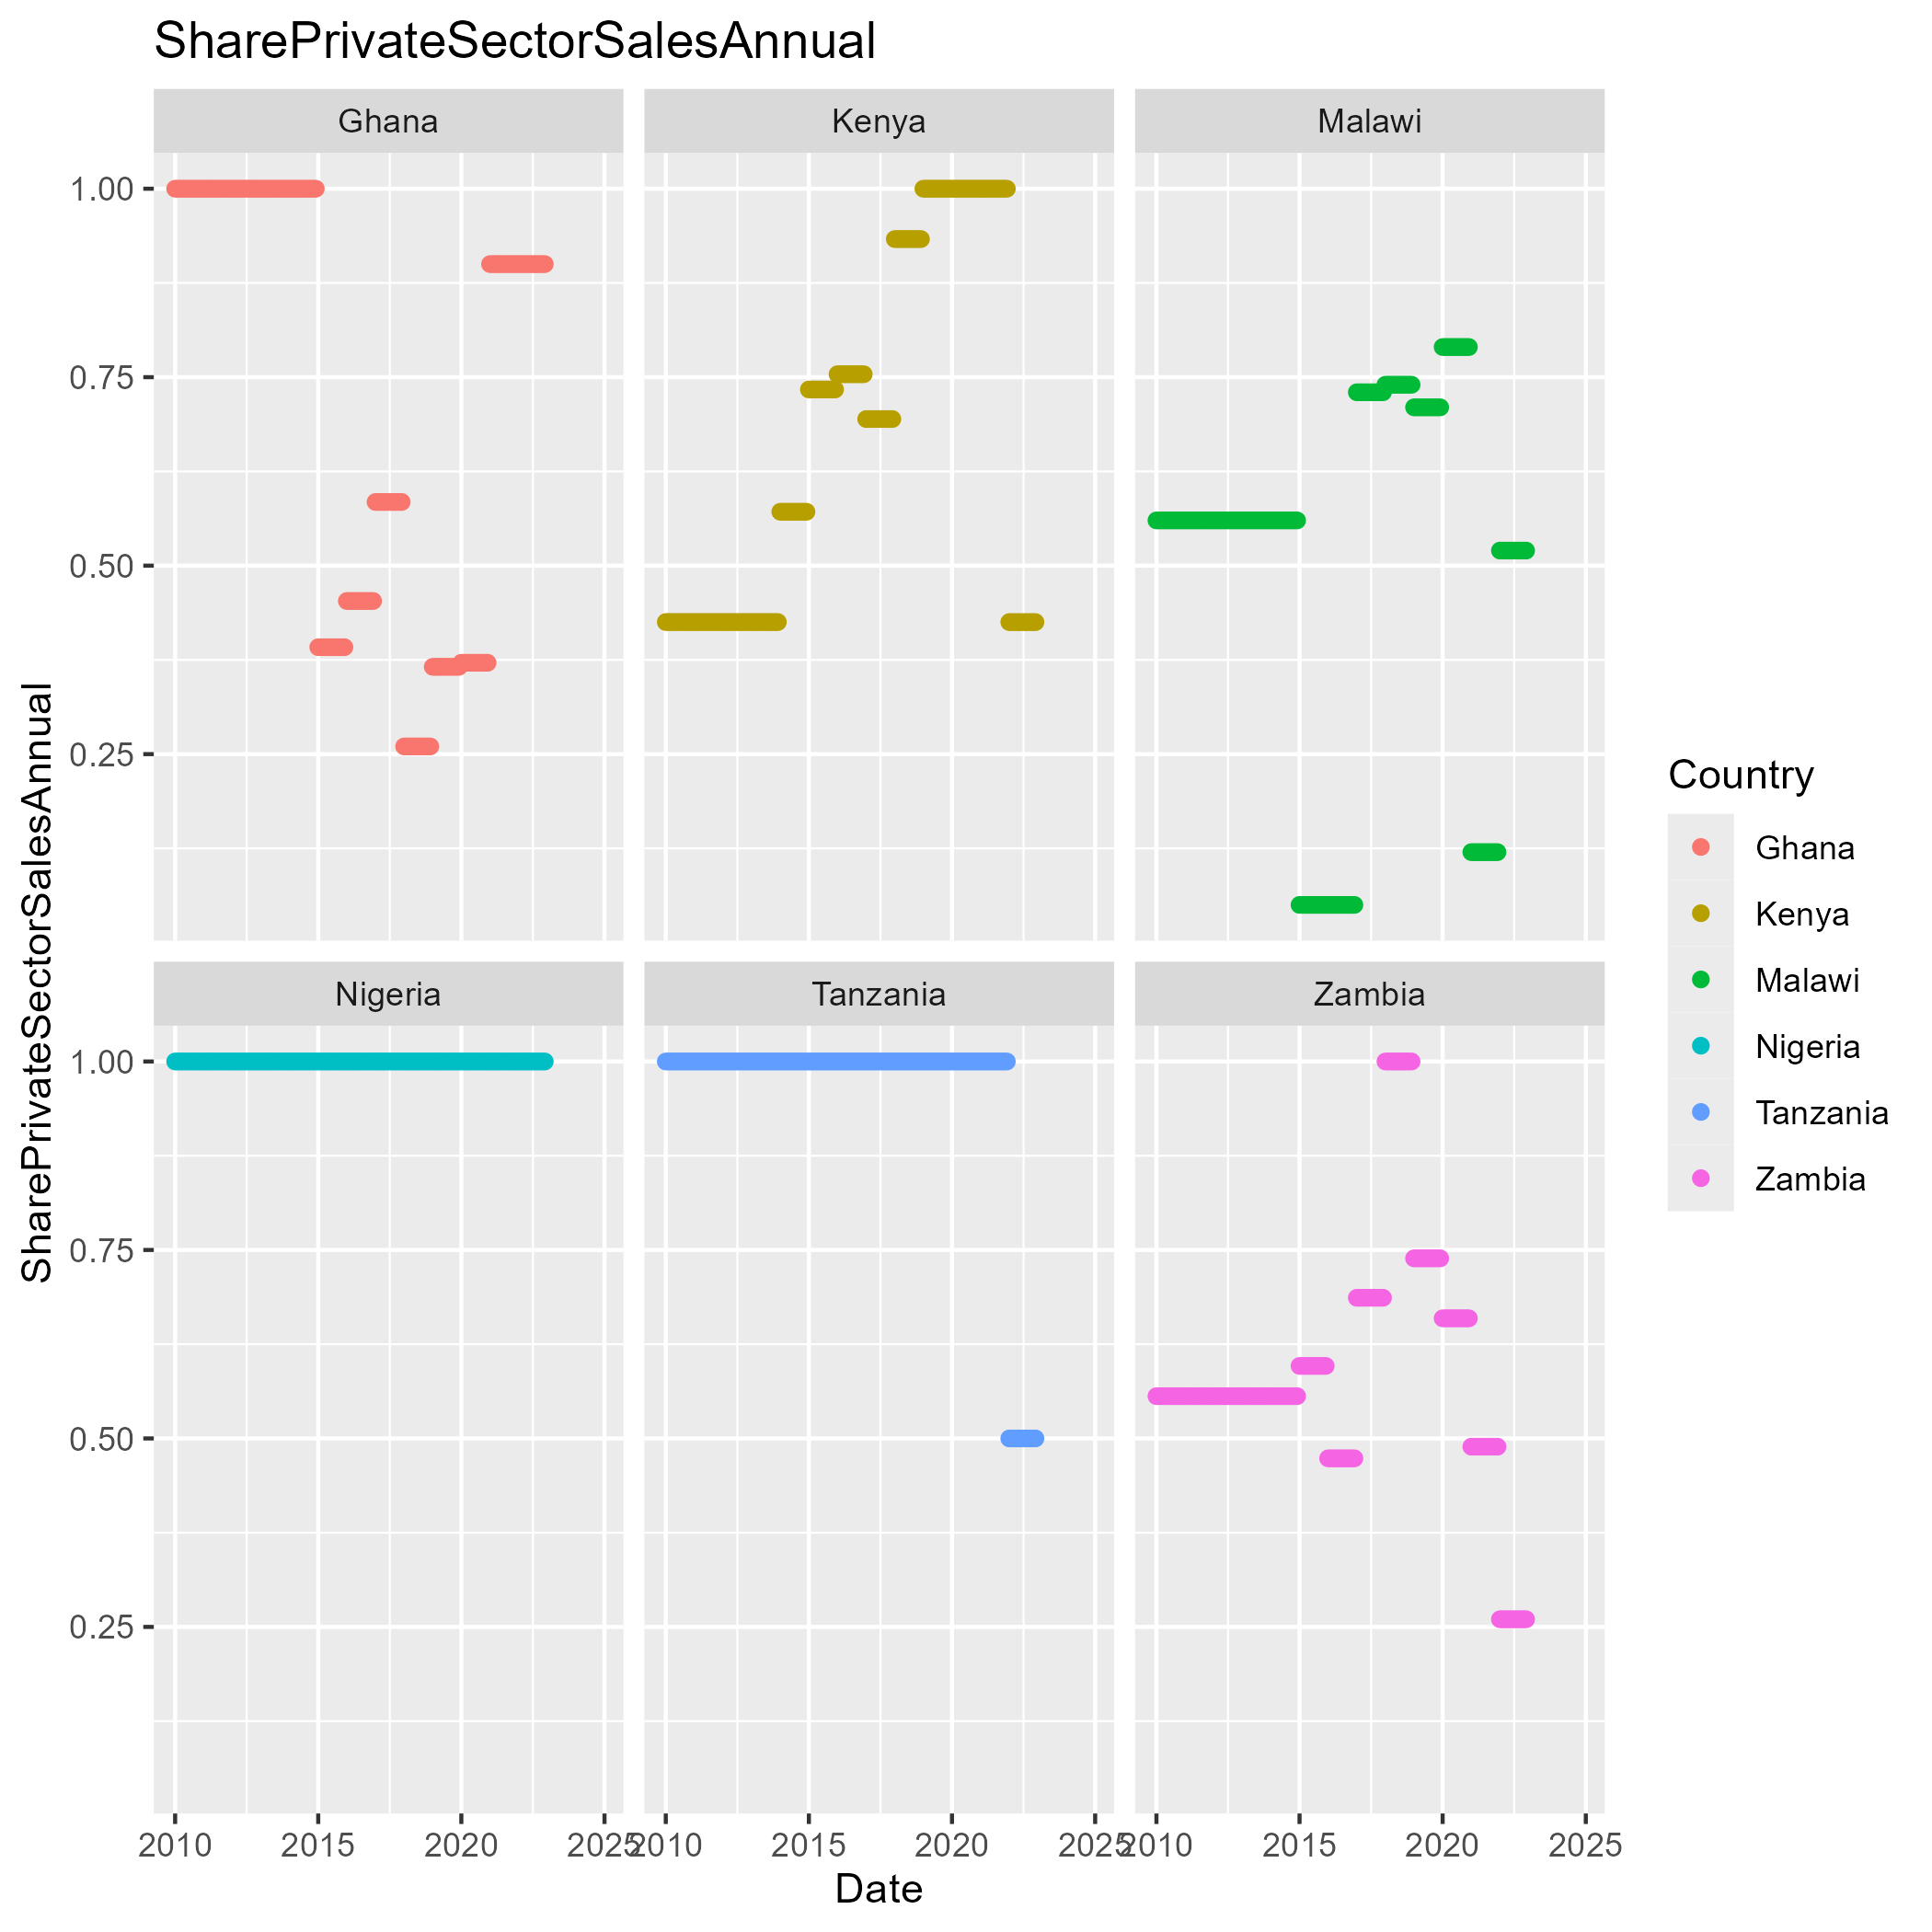 SharePrivateSectorSalesAnnual
Ghana
Kenya
Malawi
1.00
0.75
0.50
0.25
Nigeria
Tanzania
Zambia
1.00
0.75
0.50
0.25
2010 2015 2020 2025
2010 2015 2020 2025
2010 2015 2020 2025
Date
SharePrivateSectorSalesAnnual
Country
Ghana
Kenya
Malawi
Nigeria
Tanzania
Zambia